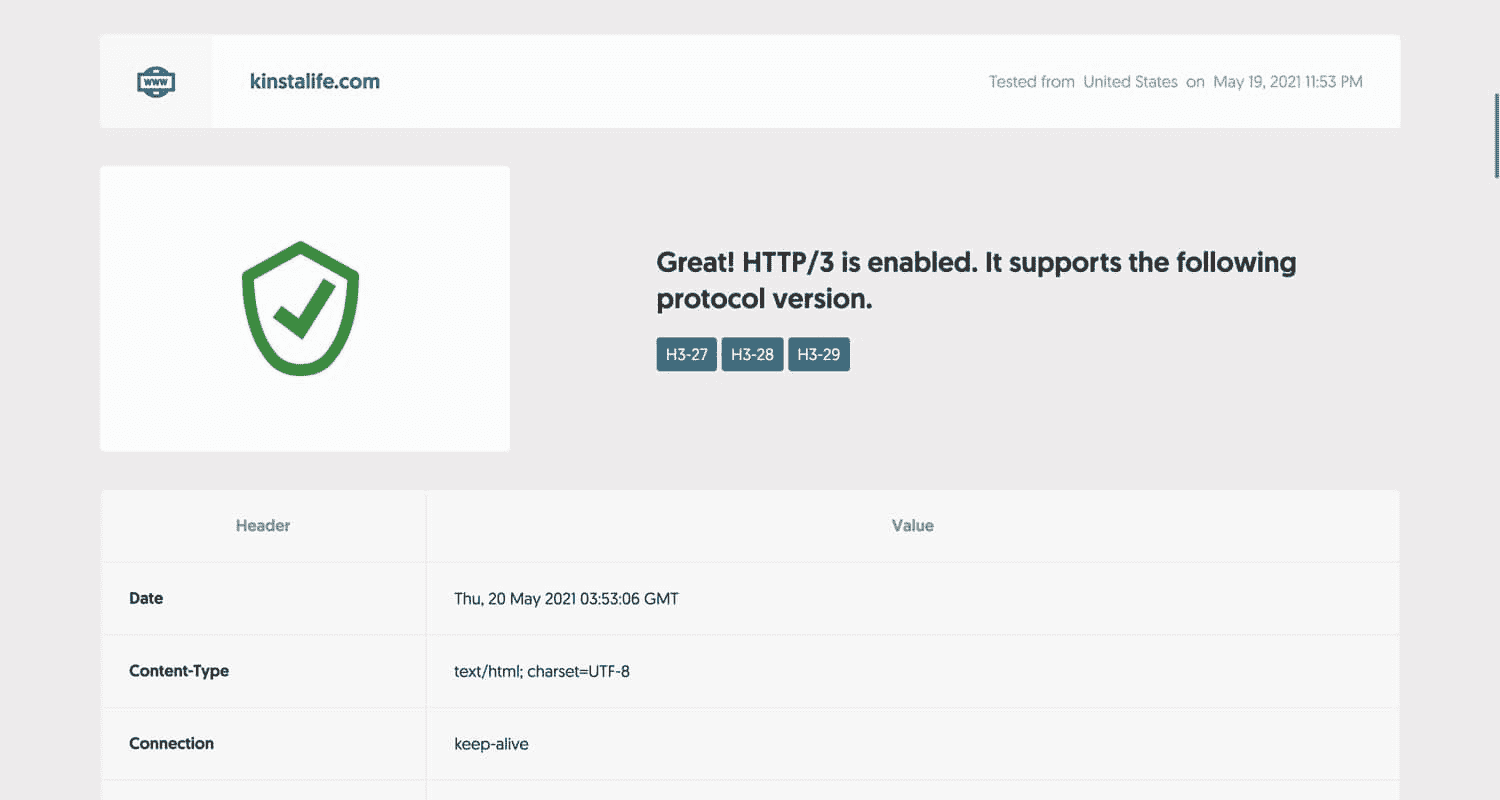 WWW
kinstalife.com
Tested from United States on May 19, 2021 11:53 PM
Great! HTTP/3 is enabled. It supports the following
protocol version.
H3-27 H3-28 H3-29
Header Value
Date Thu, 20 May 2021 03:53:06 GMT
Content-Type text/html; charset=UTF-8
Connection keep-alive